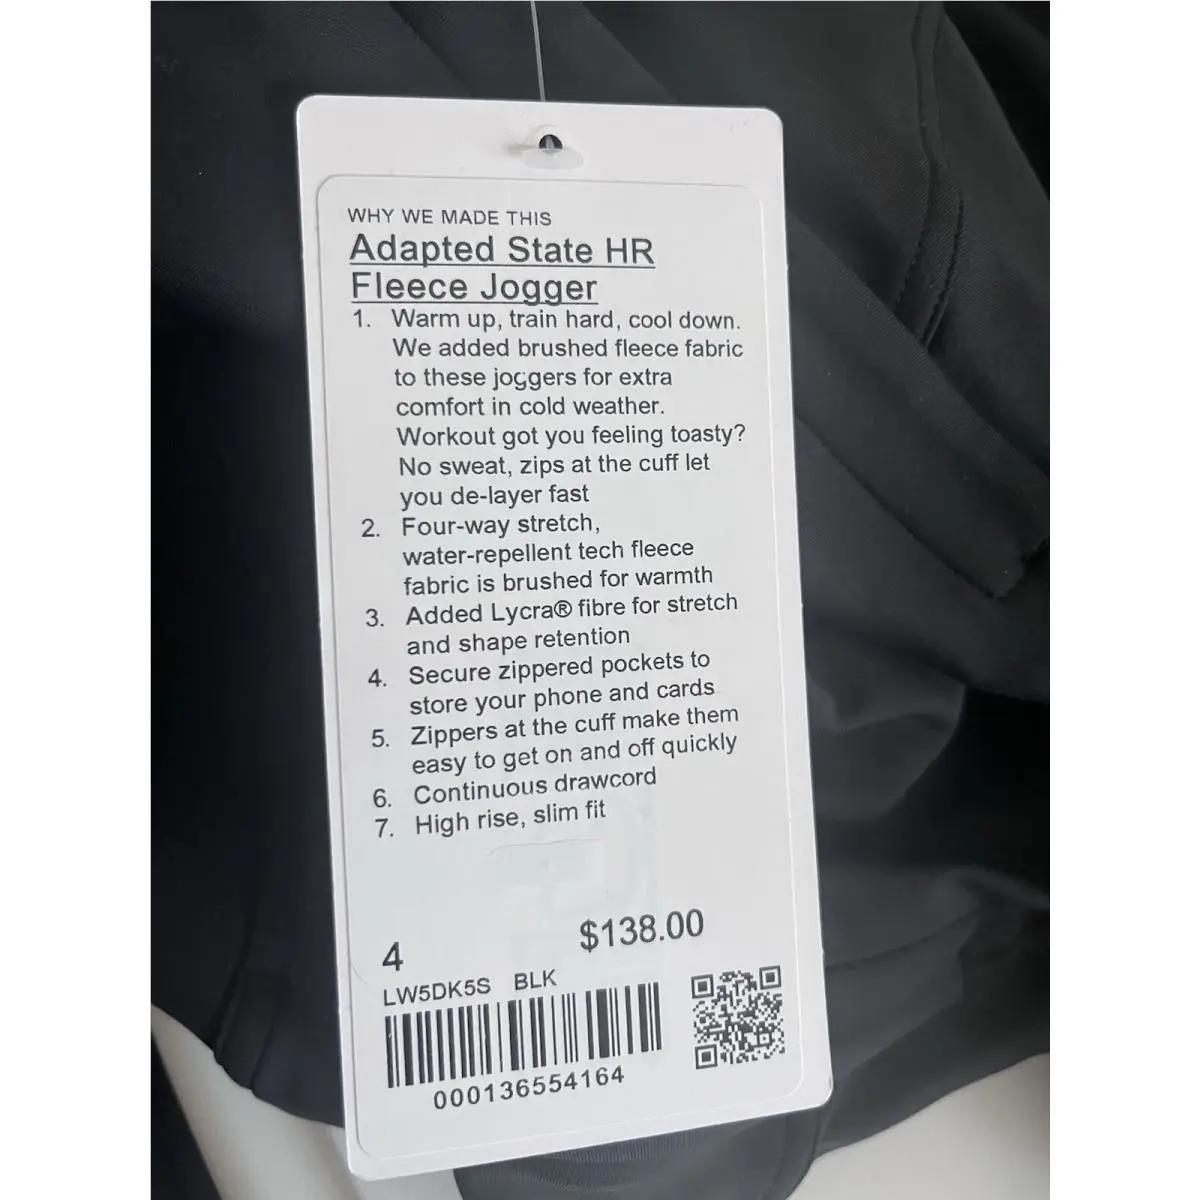 WHY WE MADE THIS
Adapted State HR
Fleece Jogger
1. Warm up, train hard, cool down.
We added brushed fleece fabric
to these joggers for extra
comfort in cold weather.
Workout got you feeling toasty?
No sweat, zips at the cuff let
you de-layer fast
2. Four-way stretch,
water-repellent tech fleece
fabric is brushed for warmth
3. Added Lycra® fibre for stretch
and shape retention
4. Secure zippered pockets to
store your phone and cards
5. Zippers at the cuff make them
easy to get on and off quickly
6. Continuous drawcord
7. High rise, slim fit
4 $138.00
LW5DK5S BLK
000136554164